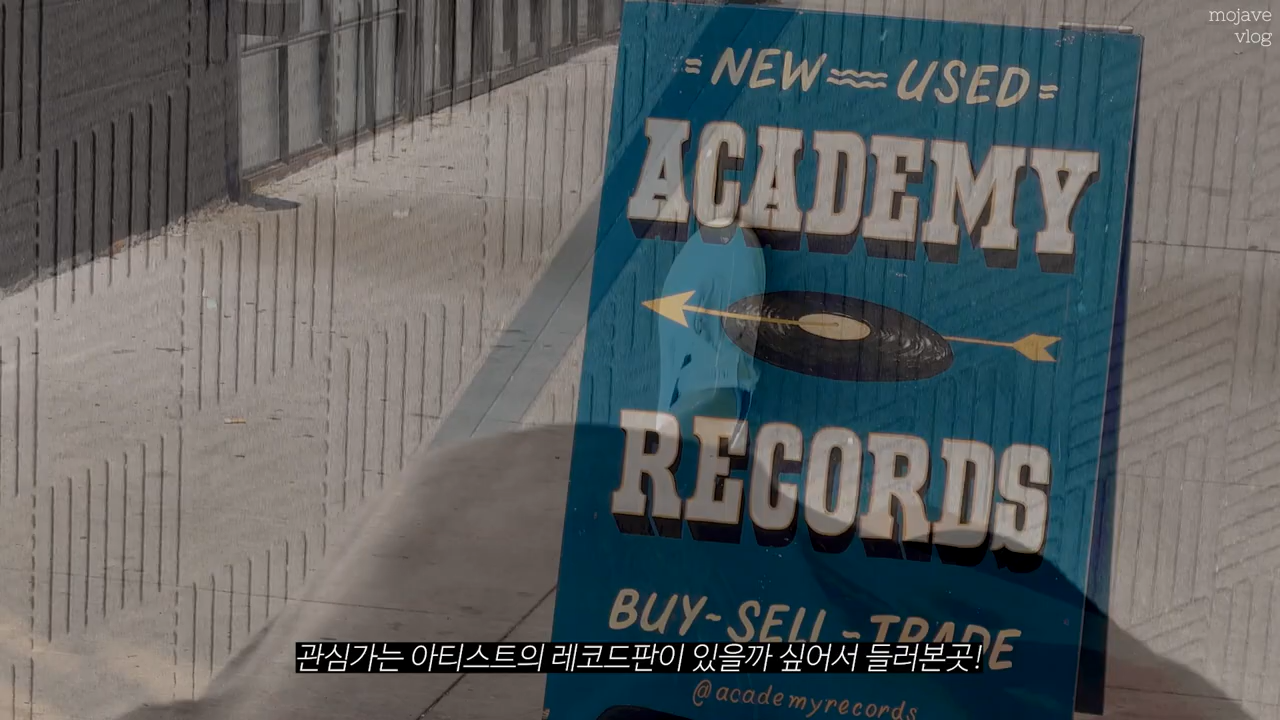 mojave
vlog
=NEW≈USED=
ACADEMY
RECORDS
BUY~SELL~TRADE
관심가는 아티스트의 레코드판이 있을까 싶어서 들러본곳!
@academyrecords